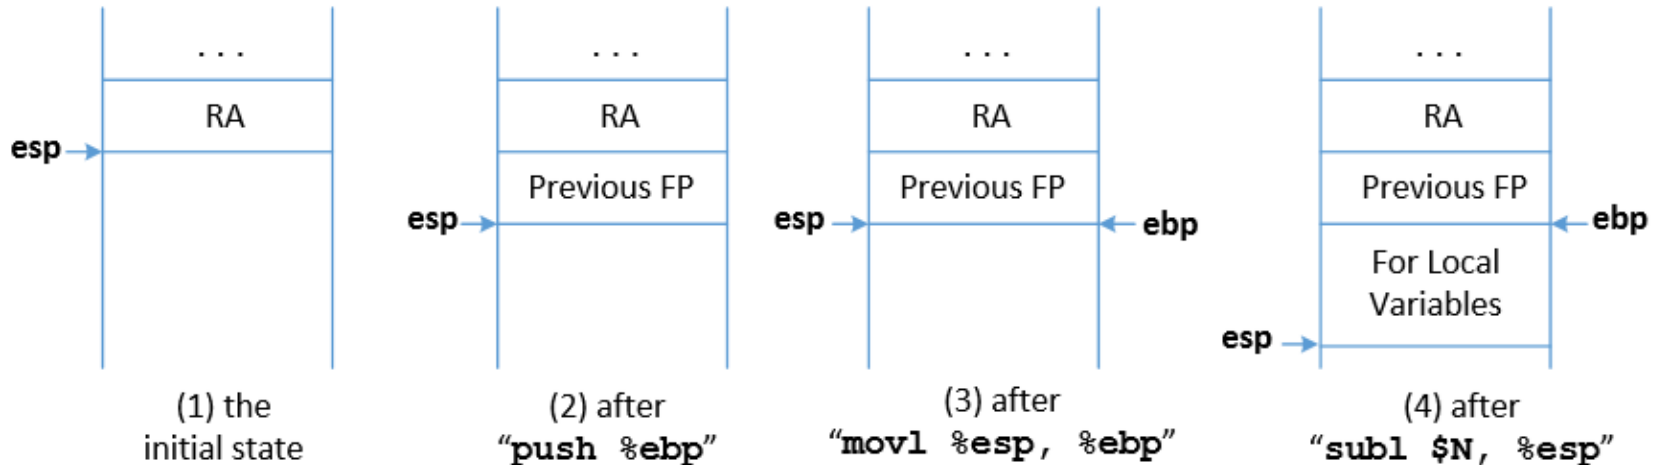 . . .
RA
esp
(1) the
initial state
. . .
RA
Previous FP
esp
(2) after
“push %ebp”
. . .
RA
Previous FP
esp
ebp
(3) after
“movl %esp, %ebp”
. . .
RA
Previous FP
ebp
For Local
Variables
esp
(4) after
“subl $N, %esp”